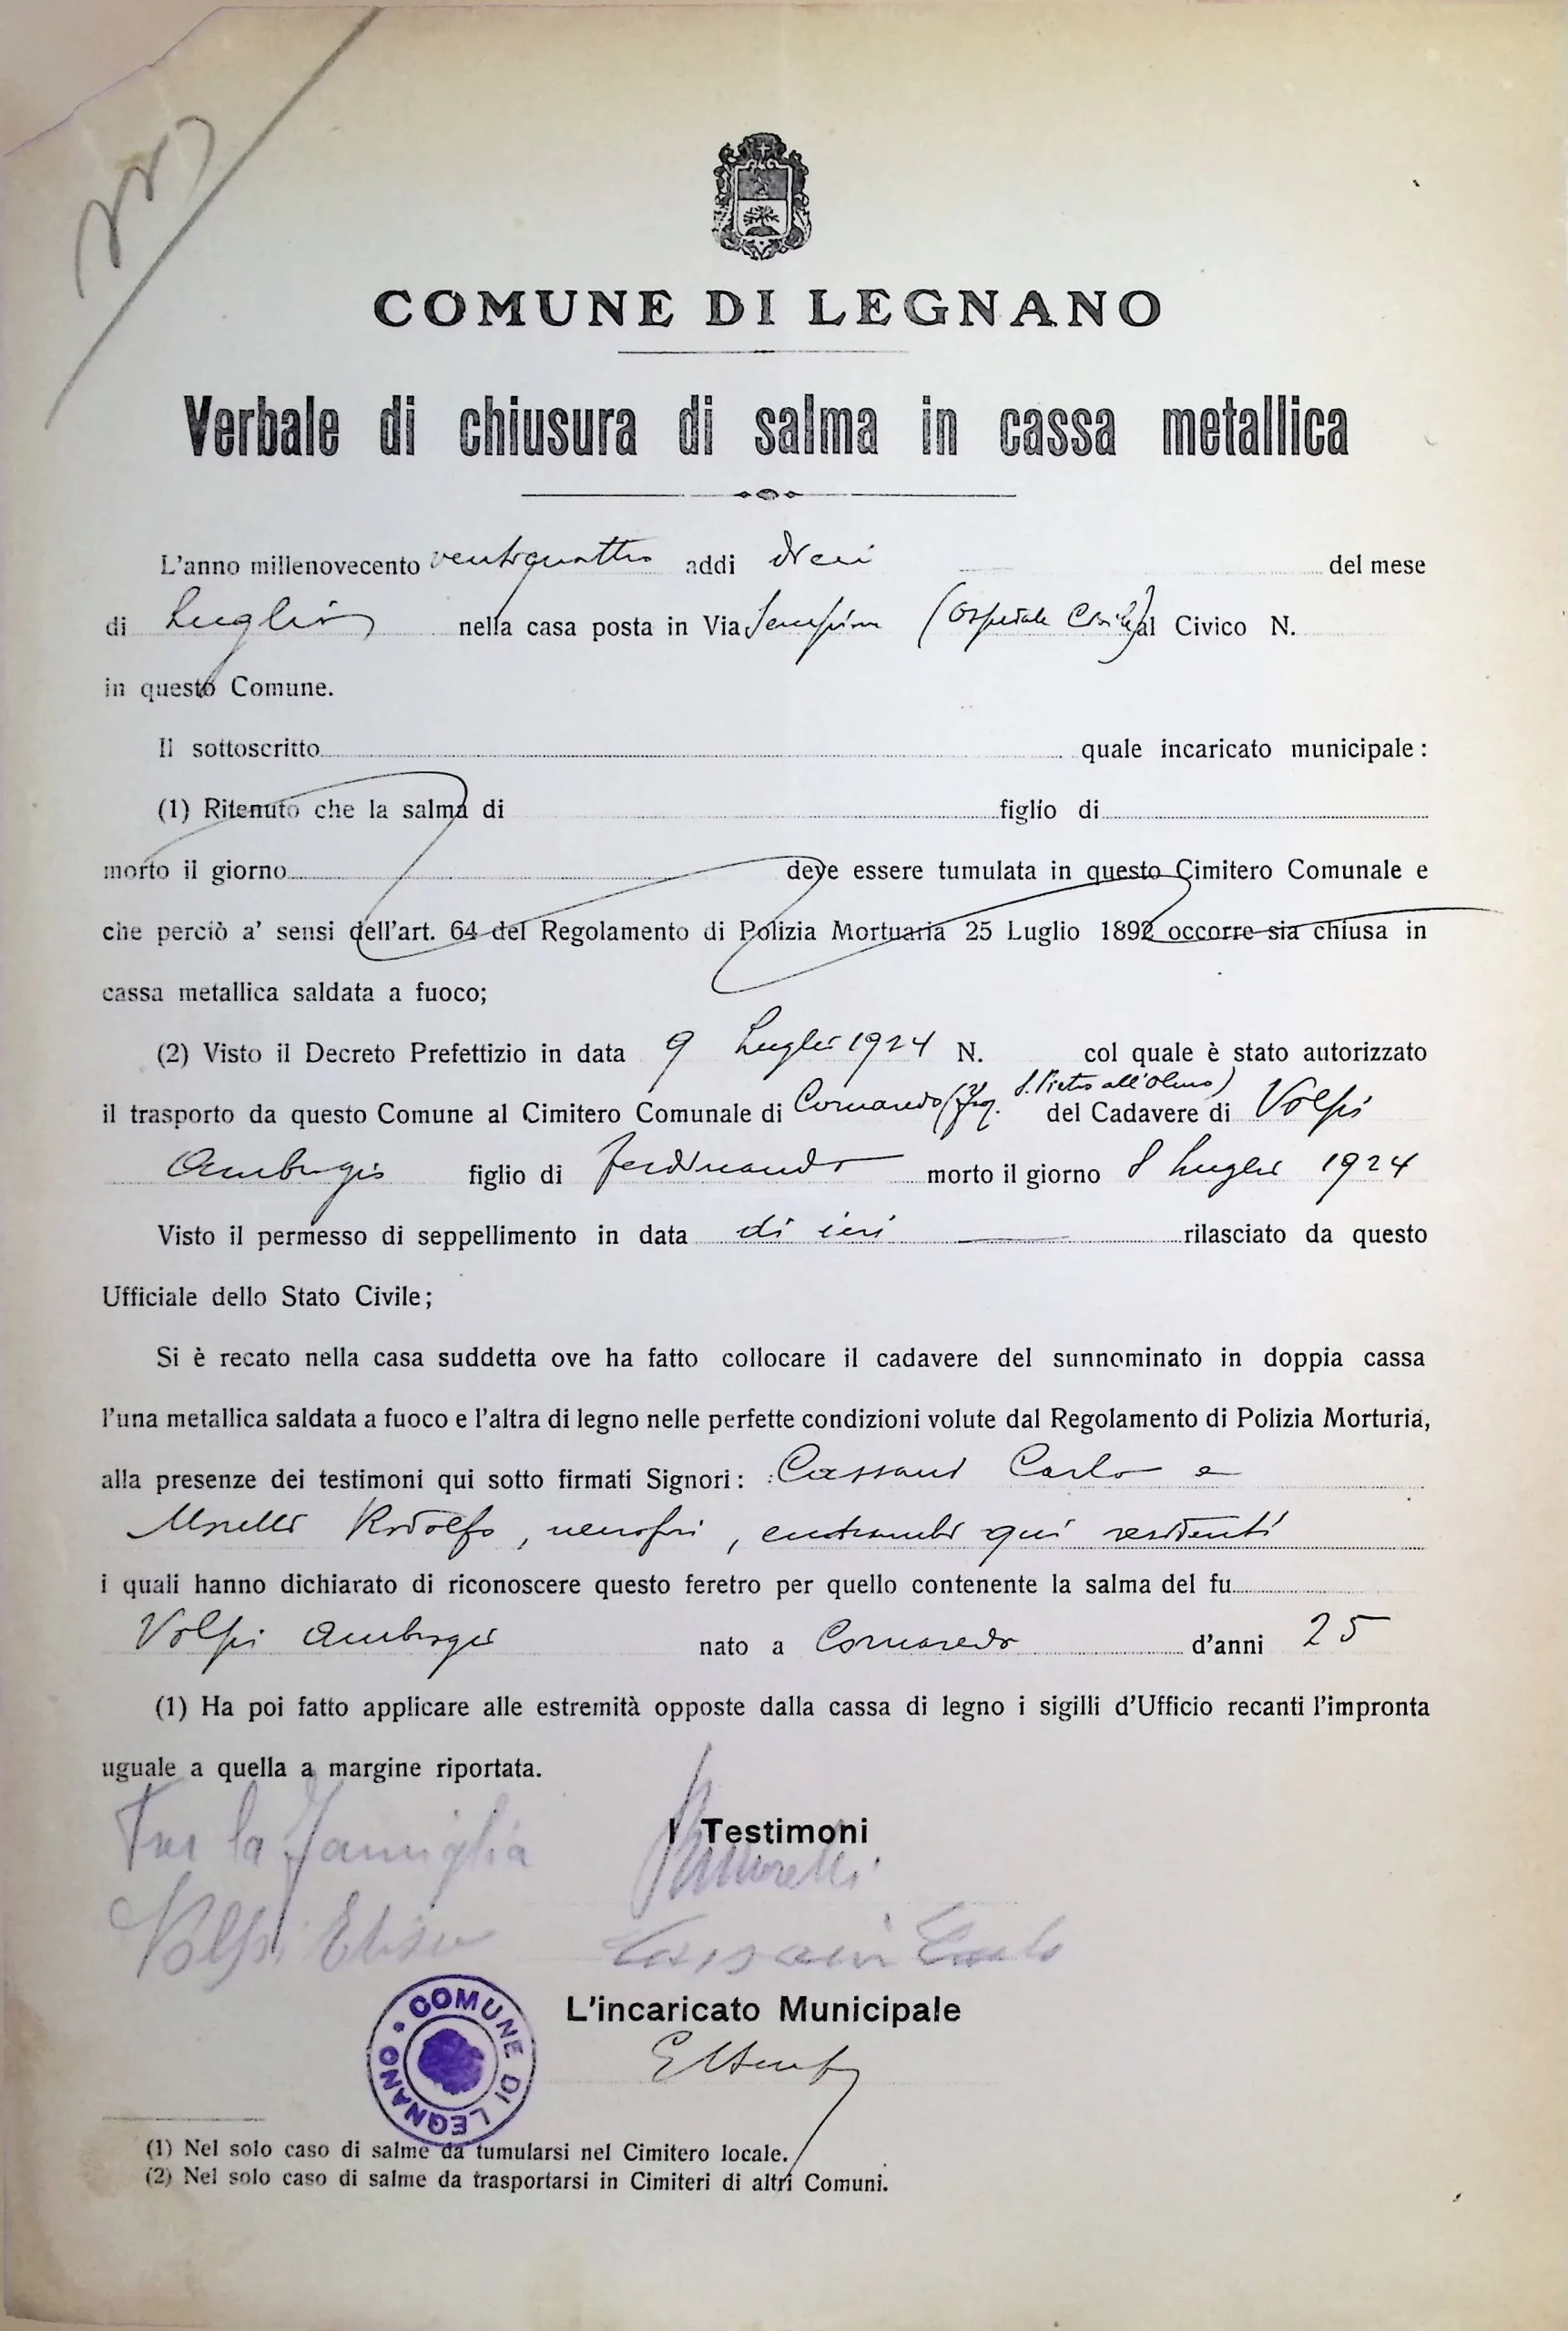 COMUNE DI LEGNANO
Verbale di chiusura di salma in cassa metallica
L'anno millenovecento ventiquattro addi dieci del mese
di Luglio nella casa posta in Via (Ospedale Civile) al Civico N.
in questo Comune.
Il sottoscritto quale incaricato municipale:
(1) Ritenuto che la salma di figlio di
morto il giorno deve essere tumulata in questo Cimitero Comunale e
che perciò a' sensi dell'art. 64 del Regolamento di Polizia Mortuaria 25 Luglio 1892 occorre sia chiusa in
cassa metallica saldata a fuoco;
(2) Visto il Decreto Prefettizio in data 9 Luglio 1924 N. col quale è stato autorizzato
il trasporto da questo Comune al Cimitero Comunale di Cornaredo (fraz. S. Pietro all'Olmo) del Cadavere di Volpi
Ambrogio figlio di Ferdinando morto il giorno 8 Luglio 1924
Visto il permesso di seppellimento in data di ieri rilasciato da questo
Ufficiale dello Stato Civile;
Si è recato nella casa suddetta ove ha fatto collocare il cadavere del sunnominato in doppia cassa
l'una metallica saldata a fuoco e l'altra di legno nelle perfette condizioni volute dal Regolamento di Polizia Morturia,
alla presenze dei testimoni qui sotto firmati Signori: Cassani Carlo e
Morelli Rodolfo, necrofori, entrambi qui residenti
i quali hanno dichiarato di riconoscere questo feretro per quello contenente la salma del fu
Volpi Ambrogio nato a Cornaredo d'anni 25
(1) Ha poi fatto applicare alle estremità opposte dalla cassa di legno i sigilli d'Ufficio recanti l'impronta
uguale a quella a margine riportata.
Per la Famiglia
Volpi Eliseo
I Testimoni
Morelli
Cassani Carlo
COMUNE DI LEGNANO
L'incaricato Municipale
(1) Nel solo caso di salme da tumularsi nel Cimitero locale.
(2) Nel solo caso di salme da trasportarsi in Cimiteri di altri Comuni.